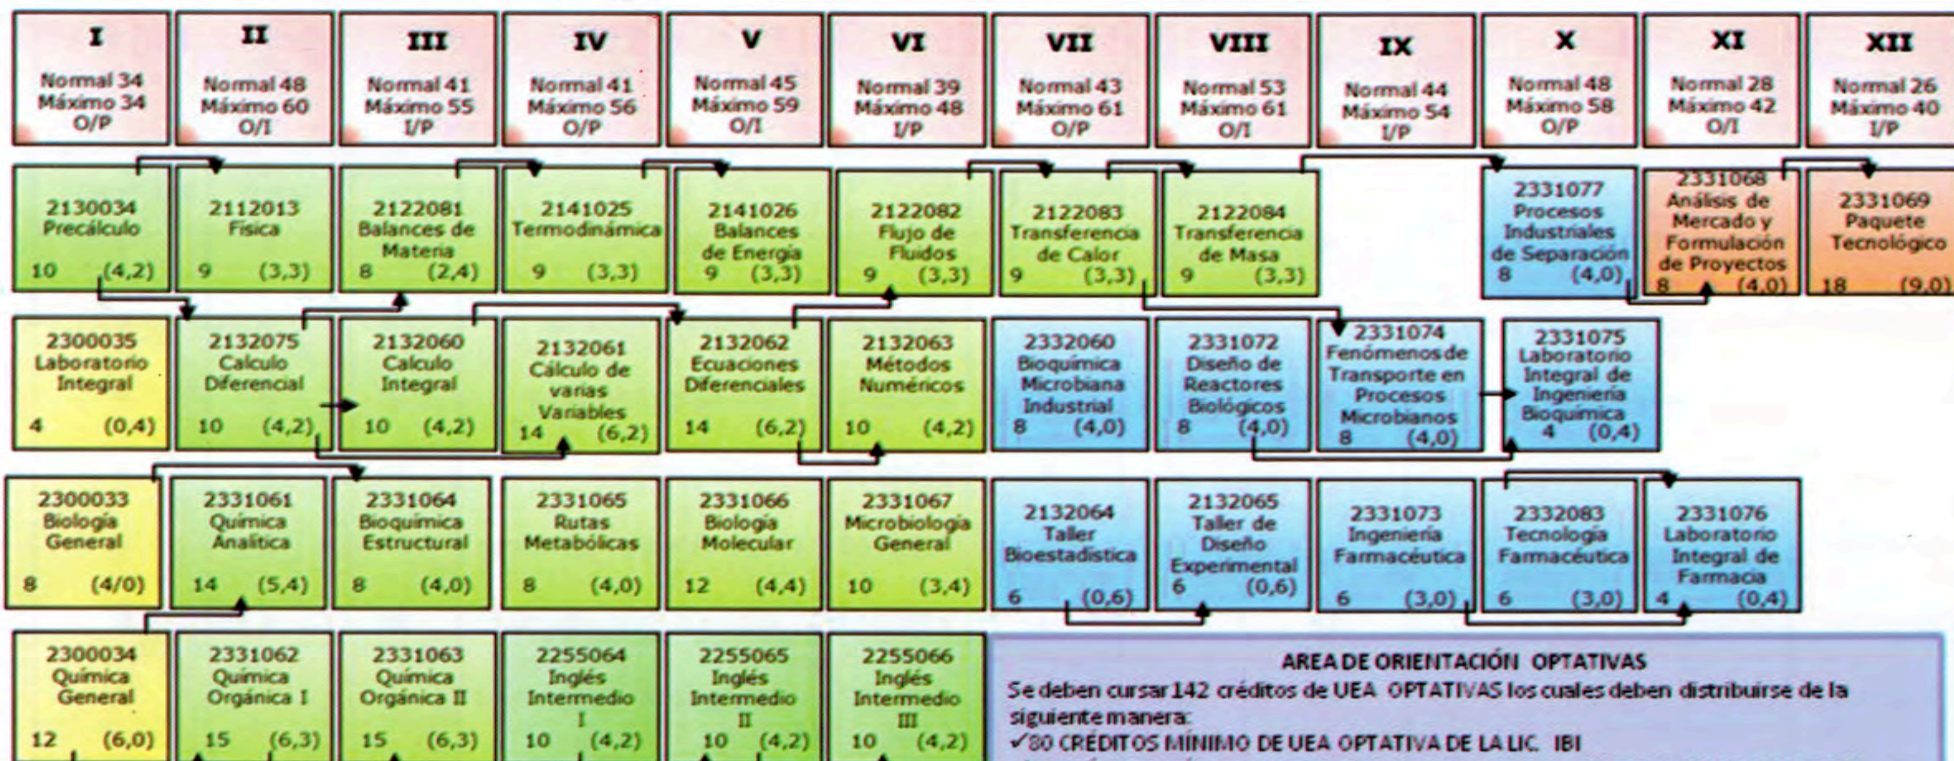 I
Normal 34
Máximo 34
O/P
II
Normal 48
Máximo 60
O/I
III
Normal 41
Máximo 55
I/P
IV
Normal 41
Máximo 56
O/P
V
Normal 45
Máximo 59
O/I
VI
Normal 39
Máximo 48
I/P
VII
Normal 43
Máximo 61
O/P
VIII
Normal 53
Máximo 61
O/I
IX
Normal 44
Máximo 54
I/P
X
Normal 48
Máximo 58
O/P
XI
Normal 28
Máximo 42
O/I
XII
Normal 26
Máximo 40
I/P
2130034
Precálculo
10 (4,2)
2112013
Física
9 (3,3)
2122081
Balances de
Materia
8 (2,4)
2141025
Termodinámica
9 (3,3)
2141026
Balances
de Energía
9 (3,3)
2122082
Flujo de
Fluidos
9 (3,3)
2122083
Transferencia
de Calor
9 (3,3)
2122084
Transferencia
de Masa
9 (3,3)
2331077
Procesos
Industriales
de Separación
8 (4,0)
2331068
Análisis de
Mercado y
Formulación
de Proyectos
8 (4,0)
2331069
Paquete
Tecnológico
18 (9,0)
2300035
Laboratorio
Integral
4 (0,4)
2132075
Calculo
Diferencial
10 (4,2)
2132060
Calculo
Integral
10 (4,2)
2132061
Cálculo de
varias
Variables
14 (6,2)
2132062
Ecuaciones
Diferenciales
14 (6,2)
2132063
Métodos
Numéricos
10 (4,2)
2332060
Bioquímica
Microbiana
Industrial
8 (4,0)
2331072
Diseño de
Reactores
Biológicos
8 (4,0)
2331074
Fenómenos de
Transporte en
Procesos
Microbianos
8 (4,0)
2331075
Laboratorio
Integral de
Ingeniería
Bioquímica
4 (0,4)
2300033
Biología
General
8 (4/0)
2331061
Química
Analítica
14 (5,4)
2331064
Bioquímica
Estructural
8 (4,0)
2331065
Rutas
Metabólicas
8 (4,0)
2331066
Biología
Molecular
12 (4,4)
2331067
Microbiología
General
10 (3,4)
2132064
Taller
Bioestadística
6 (0,6)
2132065
Taller de
Diseño
Experimental
6 (0,6)
2331073
Ingeniería
Farmacéutica
6 (3,0)
2332083
Tecnología
Farmacéutica
6 (3,0)
2331076
Laboratorio
Integral de
Farmacia
4 (0,4)
2300034
Química
General
12 (6,0)
2331062
Química
Orgánica I
15 (6,3)
2331063
Química
Orgánica II
15 (6,3)
2255064
Inglés
Intermedio
I
10 (4,2)
2255065
Inglés
Intermedio
II
10 (4,2)
2255066
Inglés
Intermedio
III
10 (4,2)
AREA DE ORIENTACIÓN OPTATIVAS
Se deben cursar 142 créditos de UEA OPTATIVAS los cuales deben distribuirse de la
siguiente manera:
✓80 CRÉDITOS MÍNIMO DE UEA OPTATIVA DE LA LIC. IBI